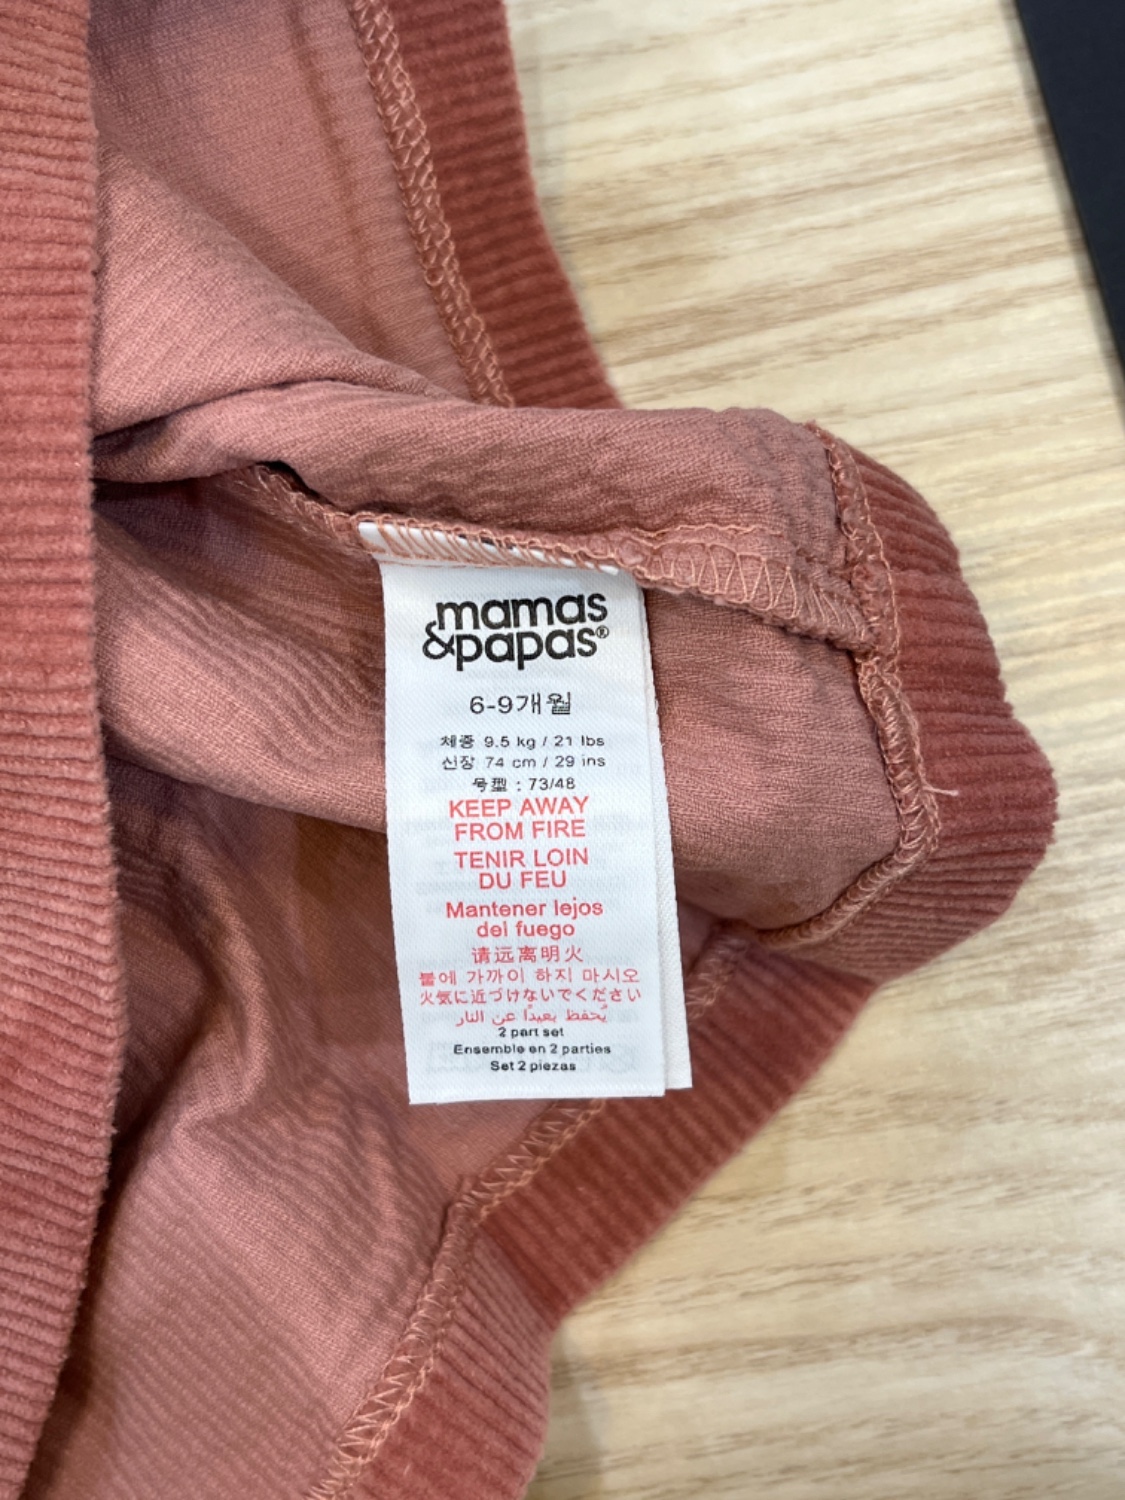 mamas
&papas®
6-9개월
체중 9.5 kg / 21 lbs
신장 74 cm / 29 ins
号型 : 73/48
KEEP AWAY
FROM FIRE
TENIR LOIN
DU FEU
Mantener lejos
del fuego
请远离明火
불에 가까이 하지 마시오
火気に近づけないでください
يُحفظ بعيدًا عن النار
2 part set
Ensemble en 2 parties
Set 2 piezas